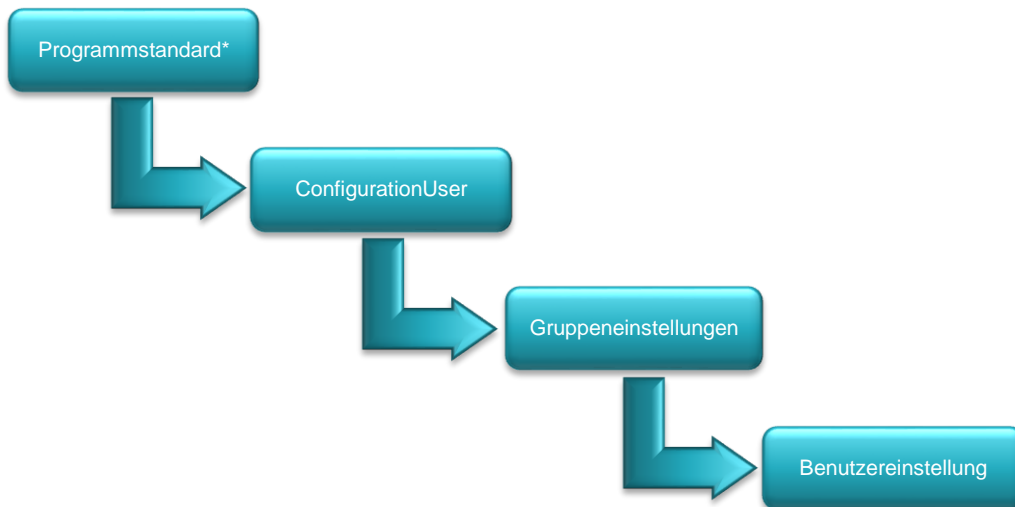 Programmstandard*
ConfigurationUser
Gruppeneinstellungen
Benutzereinstellung